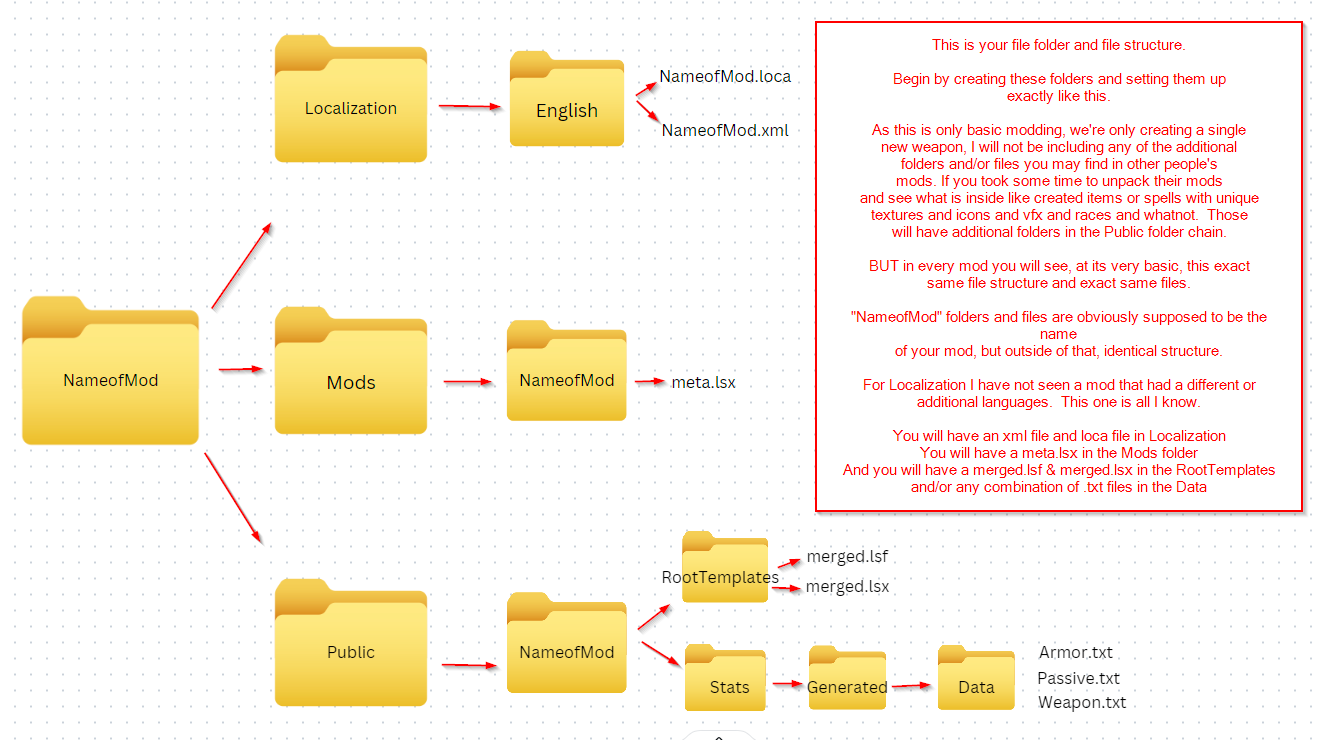 Localization
English
NameofMod.loca
NameofMod.xml
NameofMod
Mods
NameofMod
meta.lsx
Public
NameofMod
RootTemplates
merged.lsf
merged.lsx
Stats
Generated
Data
Armor.txt
Passive.txt
Weapon.txt
This is your file folder and file structure.
Begin by creating these folders and setting them up
exactly like this.
As this is only basic modding, we're only creating a single
new weapon, I will not be including any of the additional
folders and/or files you may find in other people's
mods. If you took some time to unpack their mods
and see what is inside like created items or spells with unique
textures and icons and vfx and races and whatnot. Those
will have additional folders in the Public folder chain.
BUT in every mod you will see, at its very basic, this exact
same file structure and exact same files.
"NameofMod" folders and files are obviously supposed to be the
name
of your mod, but outside of that, identical structure.
For Localization I have not seen a mod that had a different or
additional languages. This one is all I know.
You will have an xml file and loca file in Localization
You will have a meta.lsx in the Mods folder
And you will have a merged.lsf & merged.lsx in the RootTemplates
and/or any combination of .txt files in the Data